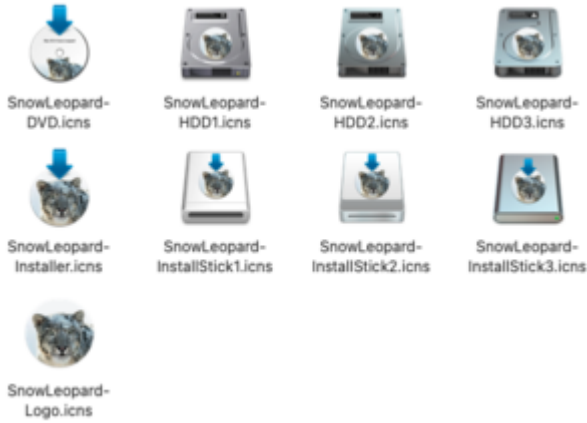 SnowLeopard-
DVD.icns
SnowLeopard-
HDD1.icns
SnowLeopard-
HDD2.icns
SnowLeopard-
HDD3.icns
SnowLeopard-
Installer.icns
SnowLeopard-
InstallStick1.icns
SnowLeopard-
InstallStick2.icns
SnowLeopard-
InstallStick3.icns
SnowLeopard-
Logo.icns